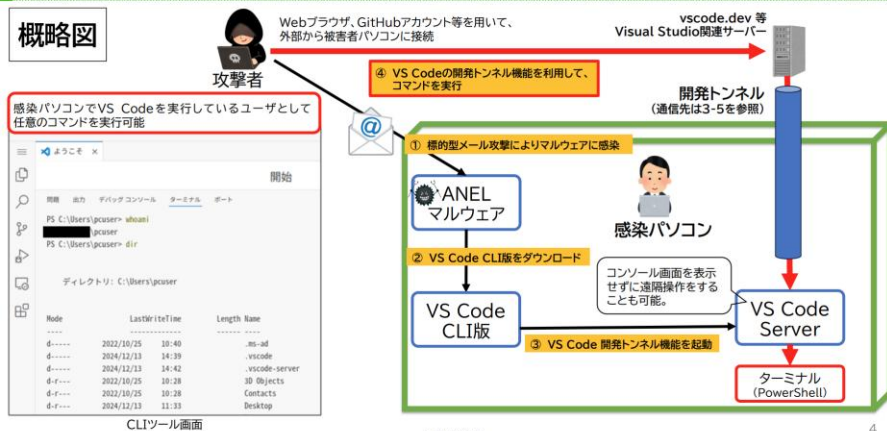 概略図
攻撃者
Webブラウザ、GitHubアカウント等を用いて、
外部から被害者パソコンに接続
vscode.dev 等
Visual Studio関連サーバー
④ VS Codeの開発トンネル機能を利用して、
コマンドを実行
開発トンネル
(通信先は3-5を参照)
感染パソコンでVS Codeを実行しているユーザとして
任意のコマンドを実行可能
@
① 標的型メール攻撃によりマルウェアに感染
ANEL
マルウェア
感染パソコン
② VS Code CLI版をダウンロード
コンソール画面を表示
せずに遠隔操作をする
ことも可能。
VS Code
CLI版
VS Code
Server
③ VS Code 開発トンネル機能を起動
ターミナル
(PowerShell)
ようこそ ×
開始
問題 出力 デバッグ コンソール ターミナル ポート
PS C:\Users\pcuser> whoami
\pcuser
PS C:\Users\pcuser> dir
ディレクトリ: C:\Users\pcuser
Mode LastWriteTime Length Name
---- ------------- ------ ----
d----- 2022/10/25 10:40 .ms-ad
d----- 2024/12/13 14:39 .vscode
d----- 2024/12/13 14:42 .vscode-server
d-r--- 2022/10/25 10:28 3D Objects
d-r--- 2022/10/25 10:28 Contacts
d-r--- 2024/12/13 11:33 Desktop
CLIツール画面
4